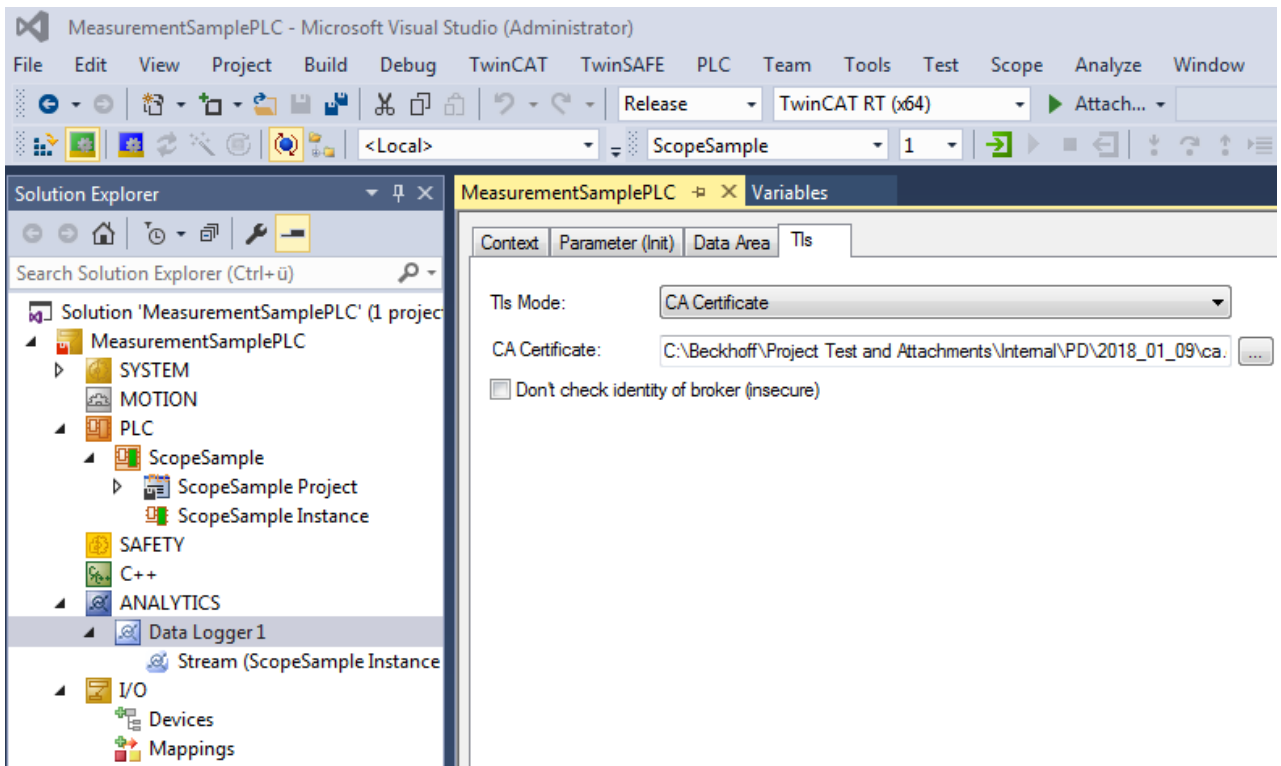 MeasurementSamplePLC - Microsoft Visual Studio (Administrator)
File Edit View Project Build Debug TwinCAT TwinSAFE PLC Team Tools Test Scope Analyze Window
Release TwinCAT RT (x64) Attach...
<Local> ScopeSample 1
Solution Explorer
Search Solution Explorer (Ctrl+ü)
Solution 'MeasurementSamplePLC' (1 projec
MeasurementSamplePLC
SYSTEM
MOTION
PLC
ScopeSample
ScopeSample Project
ScopeSample Instance
SAFETY
C++
ANALYTICS
Data Logger 1
Stream (ScopeSample Instance
I/O
Devices
Mappings
MeasurementSamplePLC Variables
Context Parameter (Init) Data Area Tls
Tls Mode: CA Certificate
CA Certificate: C:\Beckhoff\Project Test and Attachments\Internal\PD\2018_01_09\ca. ...
Don't check identity of broker (insecure)